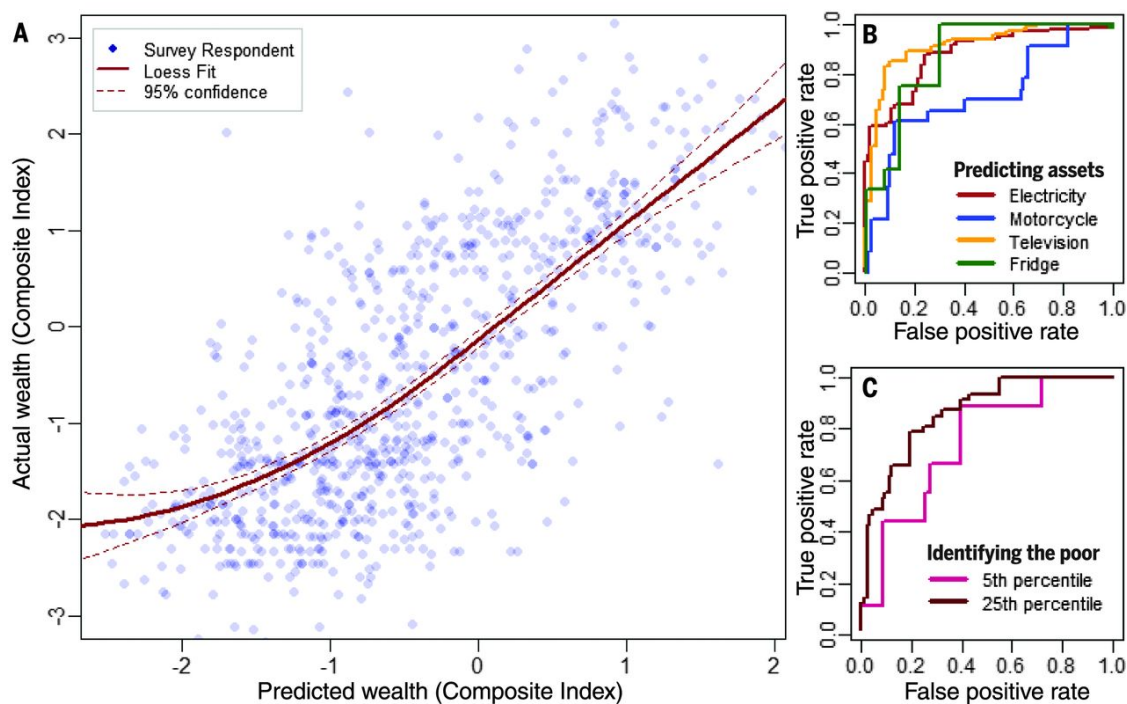 A
Survey Respondent
Loess Fit
95% confidence
Actual wealth (Composite Index)
3
2
1
0
-1
-2
-3
-2
-1
0
1
2
Predicted wealth (Composite Index)
B
True positive rate
1.0
0.8
0.6
0.4
0.2
0.0
Predicting assets
Electricity
Motorcycle
Television
Fridge
0.0 0.2 0.4 0.6 0.8 1.0
False positive rate
C
True positive rate
1.0
0.8
0.6
0.4
0.2
0.0
Identifying the poor
5th percentile
25th percentile
0.0 0.2 0.4 0.6 0.8 1.0
False positive rate